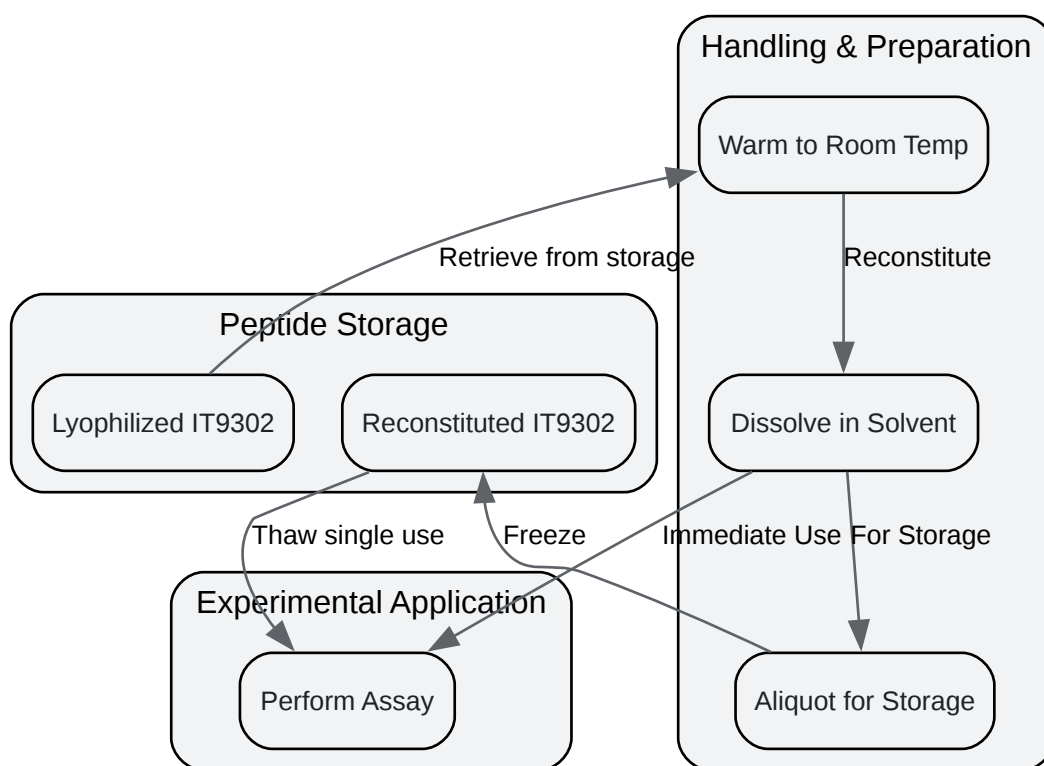 Handling & Preparation
Warm to Room Temp
Retrieve from storage
Reconstitute
Peptide Storage
Lyophilized IT9302
Reconstituted IT9302
Dissolve in Solvent
Thaw single use
Freeze
Immediate Use
For Storage
Experimental Application
Perform Assay
Aliquot for Storage